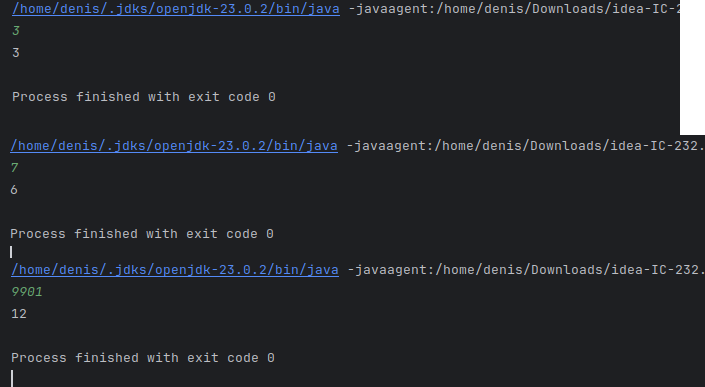 /home/denis/.jdks/openjdk-23.0.2/bin/java -javaagent:/home/denis/Downloads/idea-IC-2
3
3
Process finished with exit code 0
/home/denis/.jdks/openjdk-23.0.2/bin/java -javaagent:/home/denis/Downloads/idea-IC-232.
7
6
Process finished with exit code 0
/home/denis/.jdks/openjdk-23.0.2/bin/java -javaagent:/home/denis/Downloads/idea-IC-232.
9901
12
Process finished with exit code 0